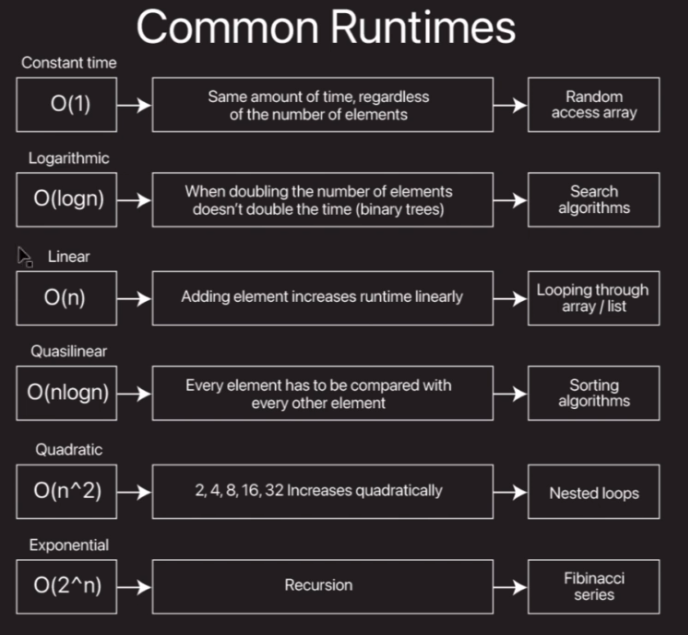 Common Runtimes
Constant time
O(1)
Same amount of time, regardless
of the number of elements
Random
access array
Logarithmic
O(logn)
When doubling the number of elements
doesn't double the time (binary trees)
Search
algorithms
Linear
O(n)
Adding element increases runtime linearly
Looping through
array / list
Quasilinear
O(nlogn)
Every element has to be compared with
every other element
Sorting
algorithms
Quadratic
O(n^2)
2, 4, 8, 16, 32 Increases quadratically
Nested loops
Exponential
O(2^n)
Recursion
Fibinacci
series